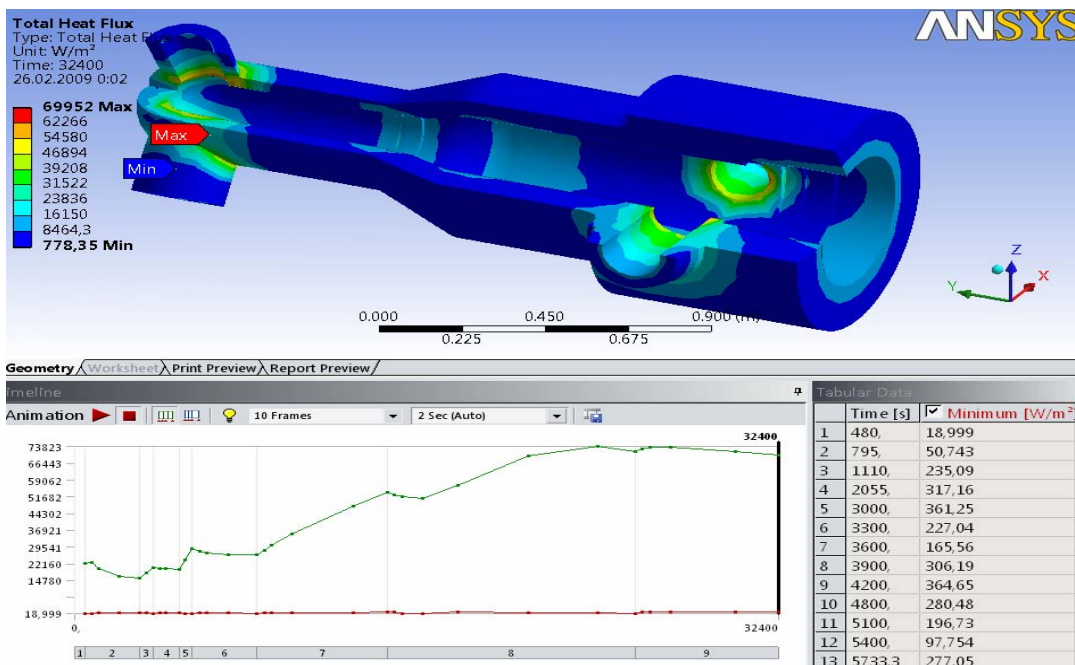 Total Heat Flux
Type: Total Heat F
Unit: W/m²
Time: 32400
26.02.2009 0:02
ANSYS
69952 Max
62266
54580
46894
39208
31522
23836
16150
8464,3
778,35 Min
Max
Min
Z
X
Y
0.000 0.450 0.900 (m)
0.225 0.675
Geometry Worksheet Print Preview Report Preview
imeline
Animation 10 Frames 2 Sec (Auto)
32400
73823
66443
59062
51682
44302
36921
29541
22160
14780
18,999
0, 32400
1 2 3 4 5 6 7 8 9
Tabular Data
Time [s] Minimum [W/m²
1 480, 18,999
2 795, 50,743
3 1110, 235,09
4 2055, 317,16
5 3000, 361,25
6 3300, 227,04
7 3600, 165,56
8 3900, 306,19
9 4200, 364,65
10 4800, 280,48
11 5100, 196,73
12 5400, 97,754
13 5733,3 277,05